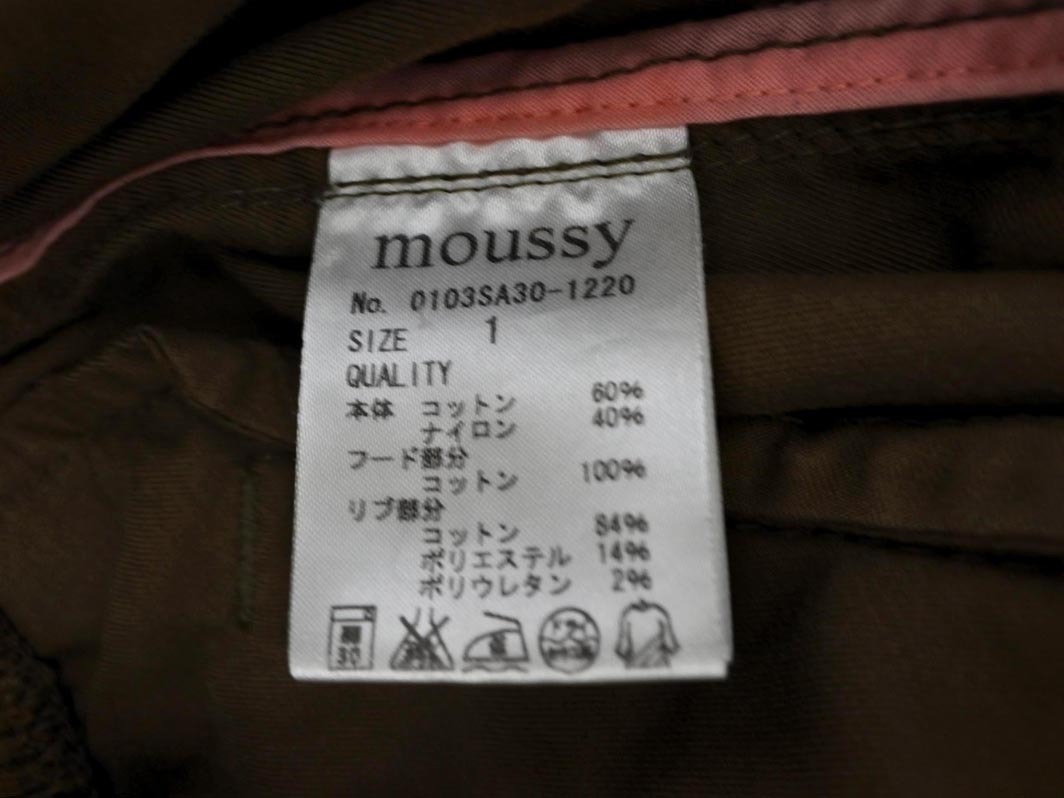 moussy
No. 0103SA30-1220
SIZE 1
QUALITY
本体 コットン 60%
ナイロン 40%
フード部分
コットン 100%
リブ部分
コットン 84%
ポリエステル 14%
ポリウレタン 2%
弱
30